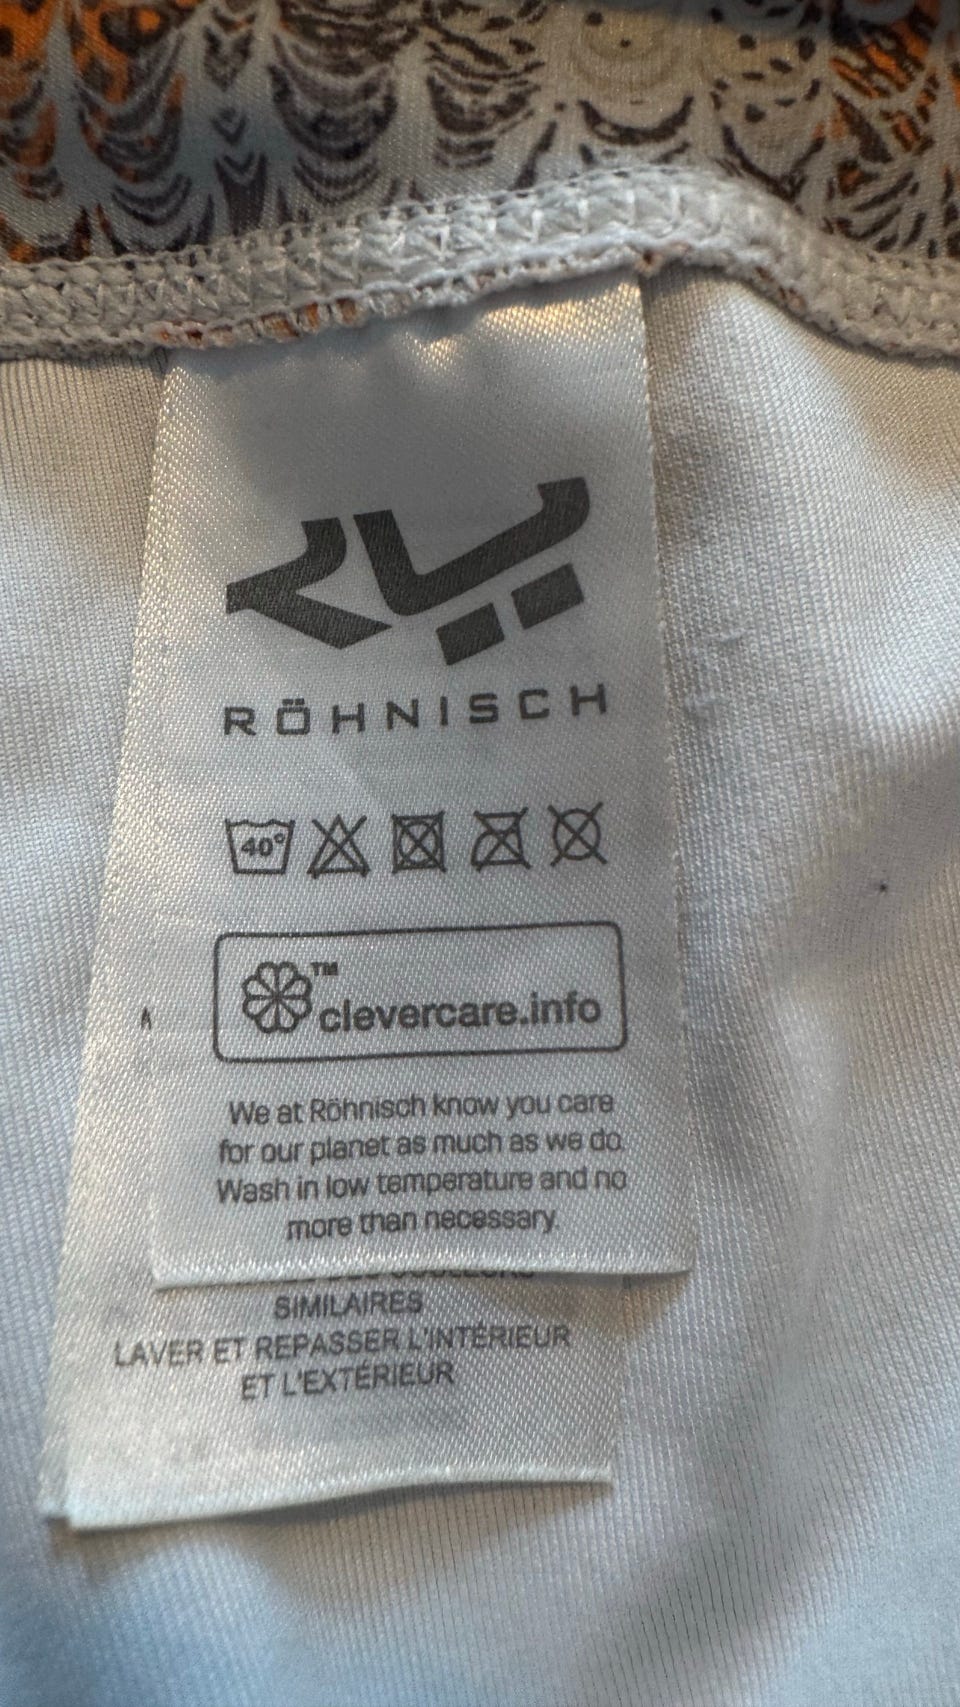 RÖHNISCH
40°
™
clevercare.info
We at Röhnisch know you care
for our planet as much as we do.
Wash in low temperature and no
more than necessary.
SIMILAIRES
LAVER ET REPASSER L'INTÉRIEUR
ET L'EXTÉRIEUR